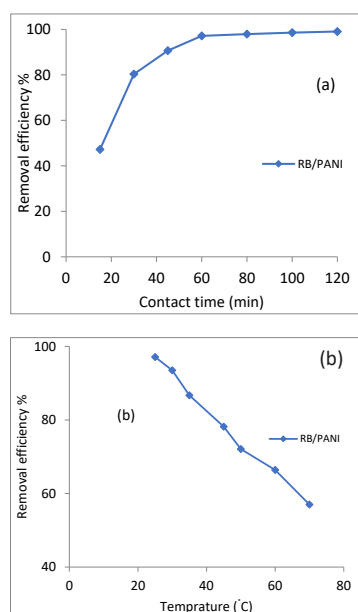 100
(a)
80
60
RB/PANI
40
20
0
0 20 40 60 80 100 120
Removal efficiency %
Contact time (min)
100
(b)
(b)
80
RB/PANI
60
40
0 20 40 60 80
Removal efficiency %
Temprature (°C)